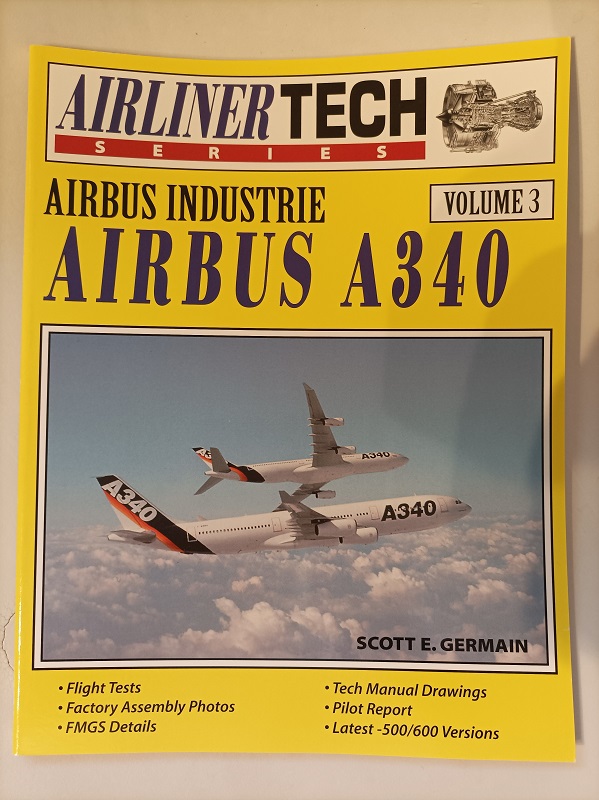 AIRLINER TECH
SERIES
AIRBUS INDUSTRIE
VOLUME 3
AIRBUS A340
A340
A340
A340
SCOTT E. GERMAIN
• Flight Tests
• Factory Assembly Photos
• FMGS Details
• Tech Manual Drawings
• Pilot Report
• Latest -500/600 Versions